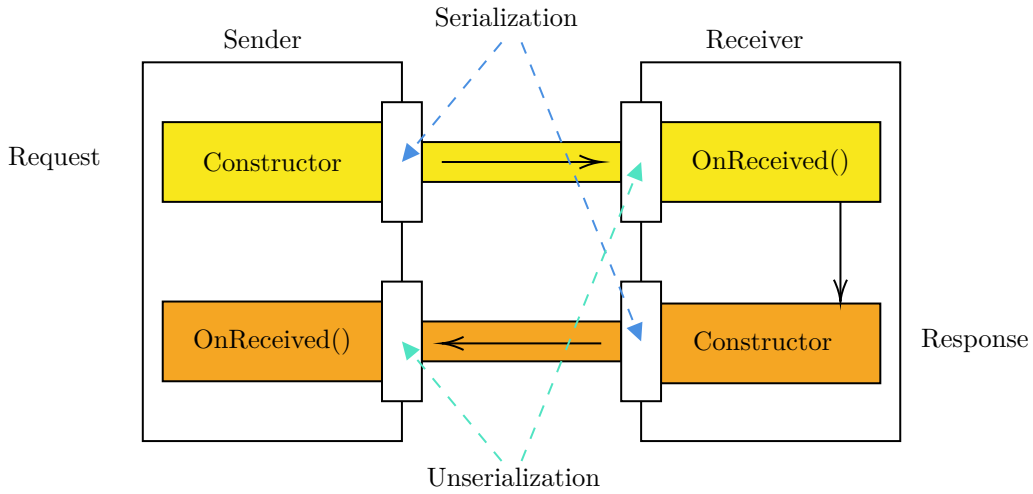 Serialization
Sender
Receiver
Request
Constructor
OnReceived()
OnReceived()
Constructor
Response
Unserialization